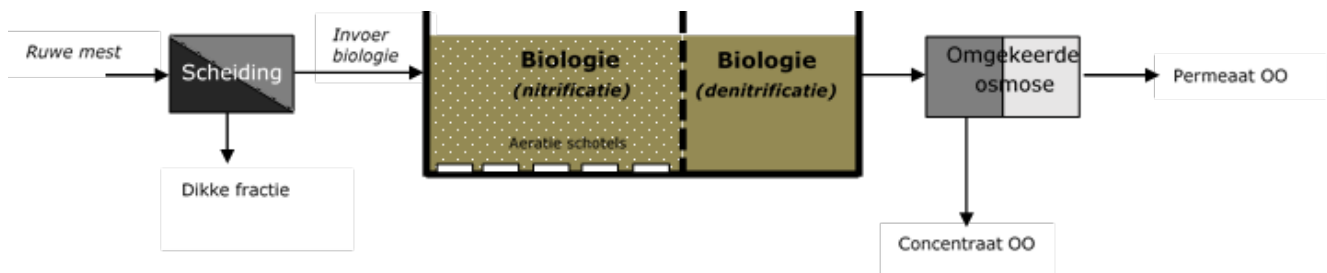 Ruwe mest
Scheiding
Dikke fractie
Invoer
biologie
Biologie
(nitrificatie)
Aeratie schotels
Biologie
(denitrificatie)
Omgekeerde
osmose
Permeaat OO
Concentraat OO